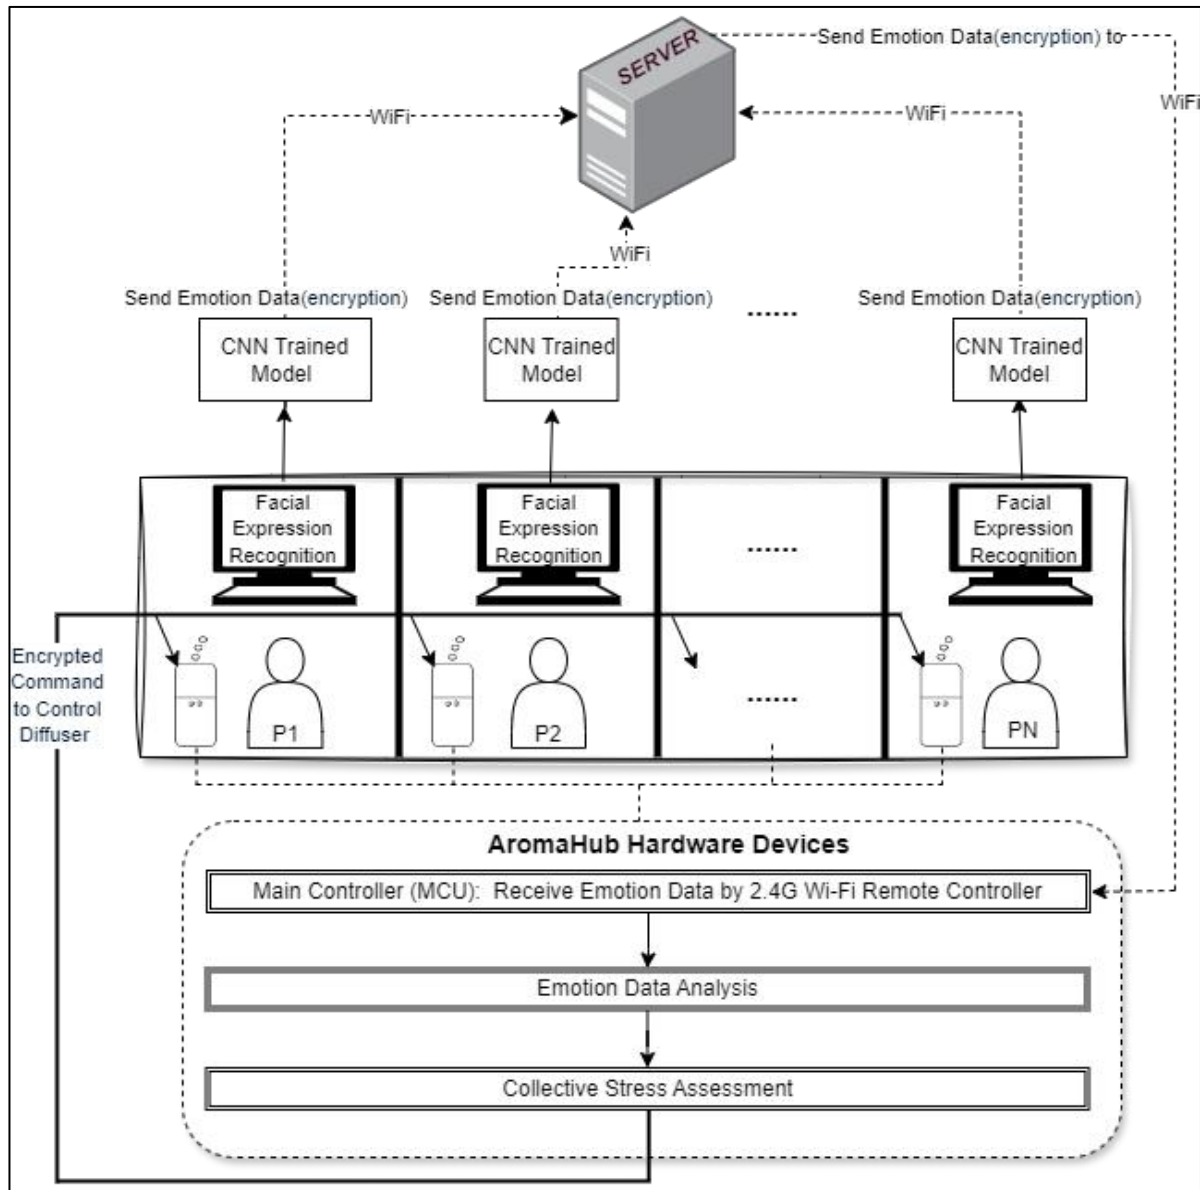 SERVER
Send Emotion Data(encryption) to
WiFi
WiFi
WiFi
WiFi
Send Emotion Data(encryption)
Send Emotion Data(encryption)
......
Send Emotion Data(encryption)
CNN Trained
Model
CNN Trained
Model
CNN Trained
Model
Facial
Expression
Recognition
Facial
Expression
Recognition
......
Facial
Expression
Recognition
Encrypted
Command
to Control
Diffuser
P1
P2
......
PN
AromaHub Hardware Devices
Main Controller (MCU): Receive Emotion Data by 2.4G Wi-Fi Remote Controller
Emotion Data Analysis
Collective Stress Assessment